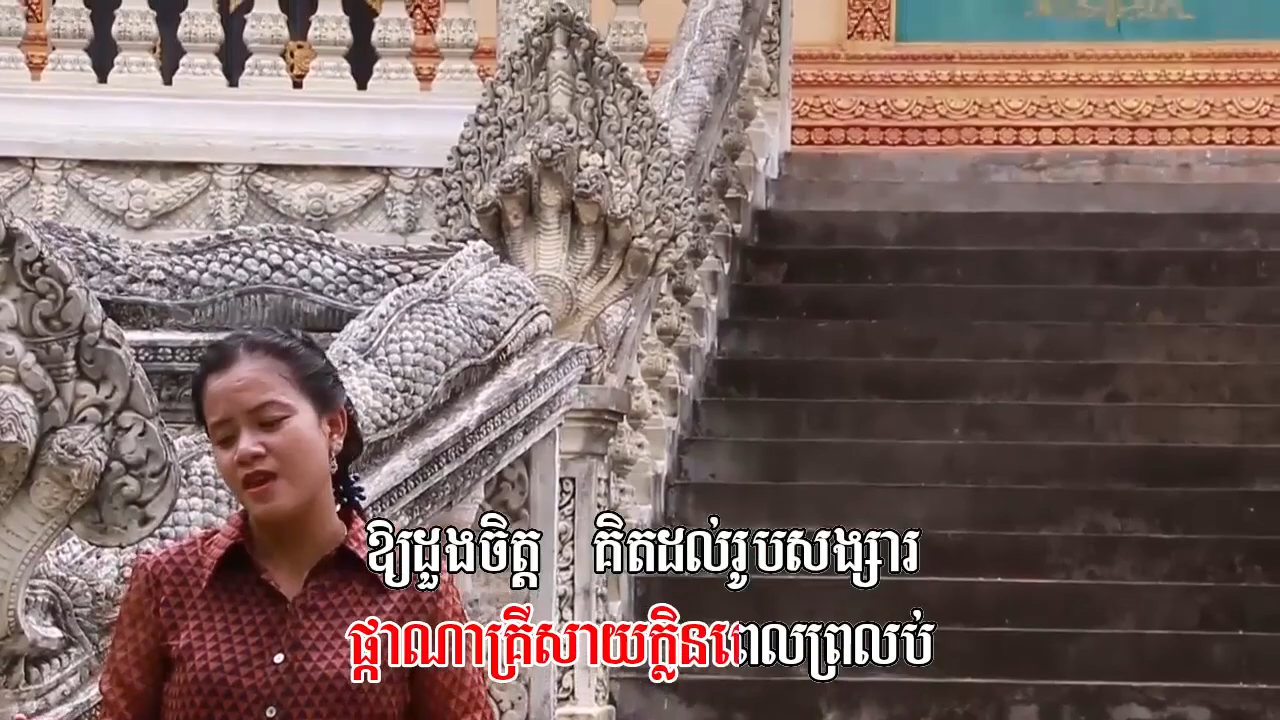 ឱ្យដួងចិត្ត គិតដល់រូបសង្សារ
ផ្កាណាគ្រីសាយក្លិនពេលព្រលប់